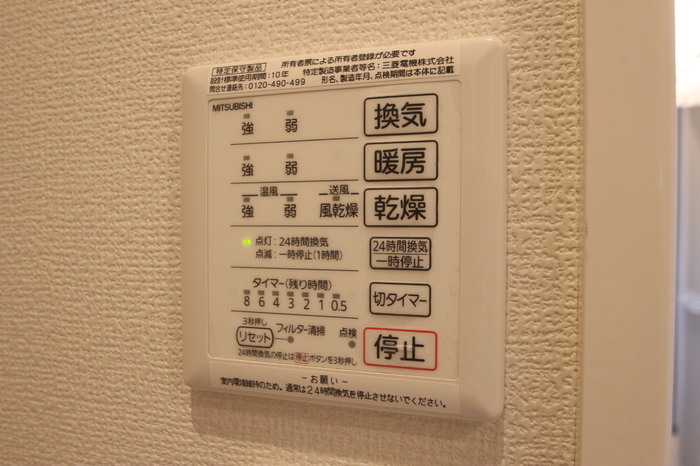 特定保守製品 所有者票による所有者登録が必要です
設計標準使用期間：10年 特定製造事業者等名：三菱電機株式会社
問合せ連絡先：0120-490-499 形名、製造年月、点検期間は本体に記載
MITSUBISHI
強 弱 換気
強 弱 暖房
温風 送風
強 弱 風乾燥 乾燥
点灯：24時間換気
点滅：一時停止(1時間)
24時間換気
一時停止
タイマー(残り時間)
8 6 4 3 2 1 0.5
切タイマー
3秒押し
リセット フィルター清掃 点検
停止
24時間換気の停止は停止ボタンを3秒押し
－お願い－
室内環境維持のため、通常は24時間換気を停止させないでください。